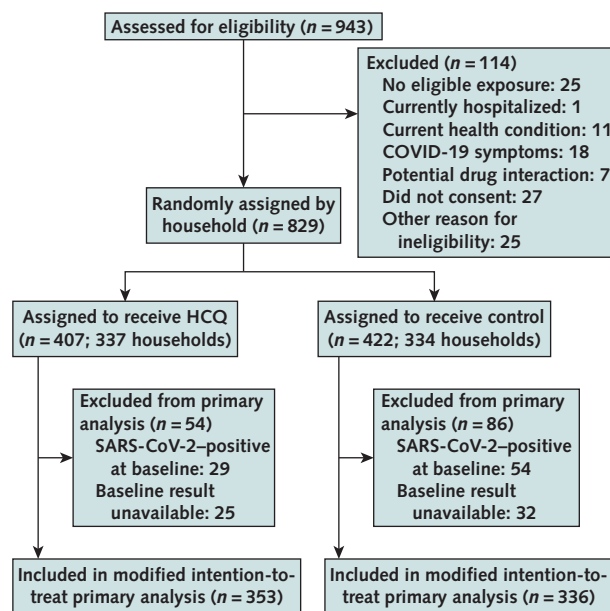 Assessed for eligibility (n = 943)
Excluded (n = 114)
No eligible exposure: 25
Currently hospitalized: 1
Current health condition: 11
COVID-19 symptoms: 18
Potential drug interaction: 7
Did not consent: 27
Other reason for
ineligibility: 25
Randomly assigned by
household (n = 829)
Assigned to receive HCQ
(n = 407; 337 households)
Assigned to receive control
(n = 422; 334 households)
Excluded from primary
analysis (n = 54)
SARS-CoV-2–positive
at baseline: 29
Baseline result
unavailable: 25
Excluded from primary
analysis (n = 86)
SARS-CoV-2–positive
at baseline: 54
Baseline result
unavailable: 32
Included in modified intention-to-
treat primary analysis (n = 353)
Included in modified intention-to-
treat primary analysis (n = 336)